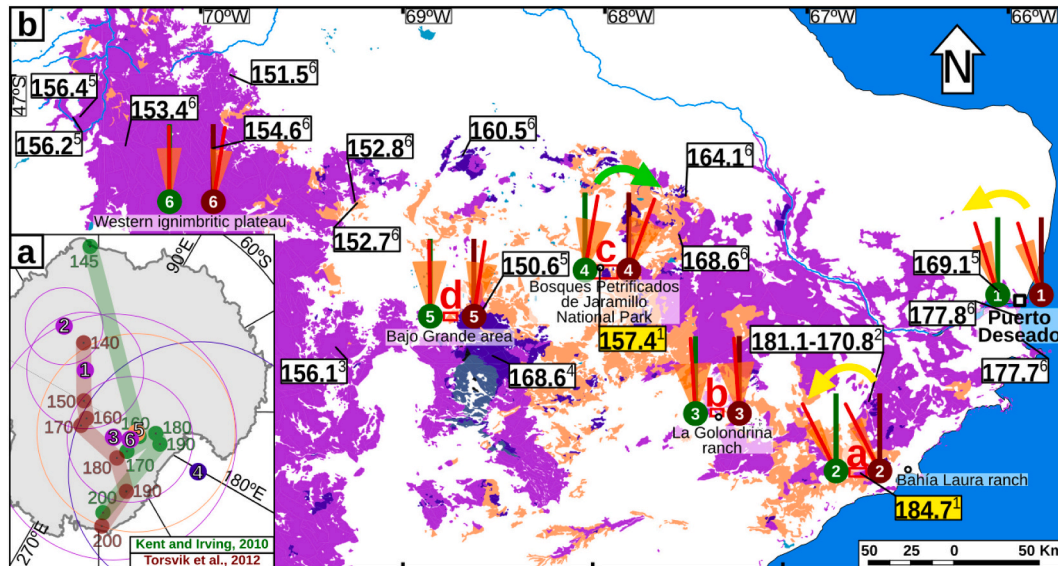 b
70ºW
69ºW
68ºW
67ºW
66ºW
47ºS
N
156.4⁵
151.5⁶
153.4⁶
156.2⁵
154.6⁶
152.8⁶
160.5⁶
164.1⁶
6
6
Western ignimbritic plateau
152.7⁶
168.6⁶
150.6⁵
c
4
4
Bosques Petrificados
de Jaramillo
National Park
169.1⁵
1
1
177.8⁶
Puerto
Deseado
d
5
5
Bajo Grande area
157.4¹
181.1-170.8²
177.7⁶
156.1³
168.6⁴
b
3
3
La Golondrina
ranch
a
2
2
Bahía Laura ranch
184.7¹
50 25 0 50 Km
a
90ºE
60ºS
180ºE
270ºE
145
2
140
1
150
160
170
3
6
5
160
180
190
180
170
4
190
200
200
Kent and Irving, 2010
Torsvik et al., 2012